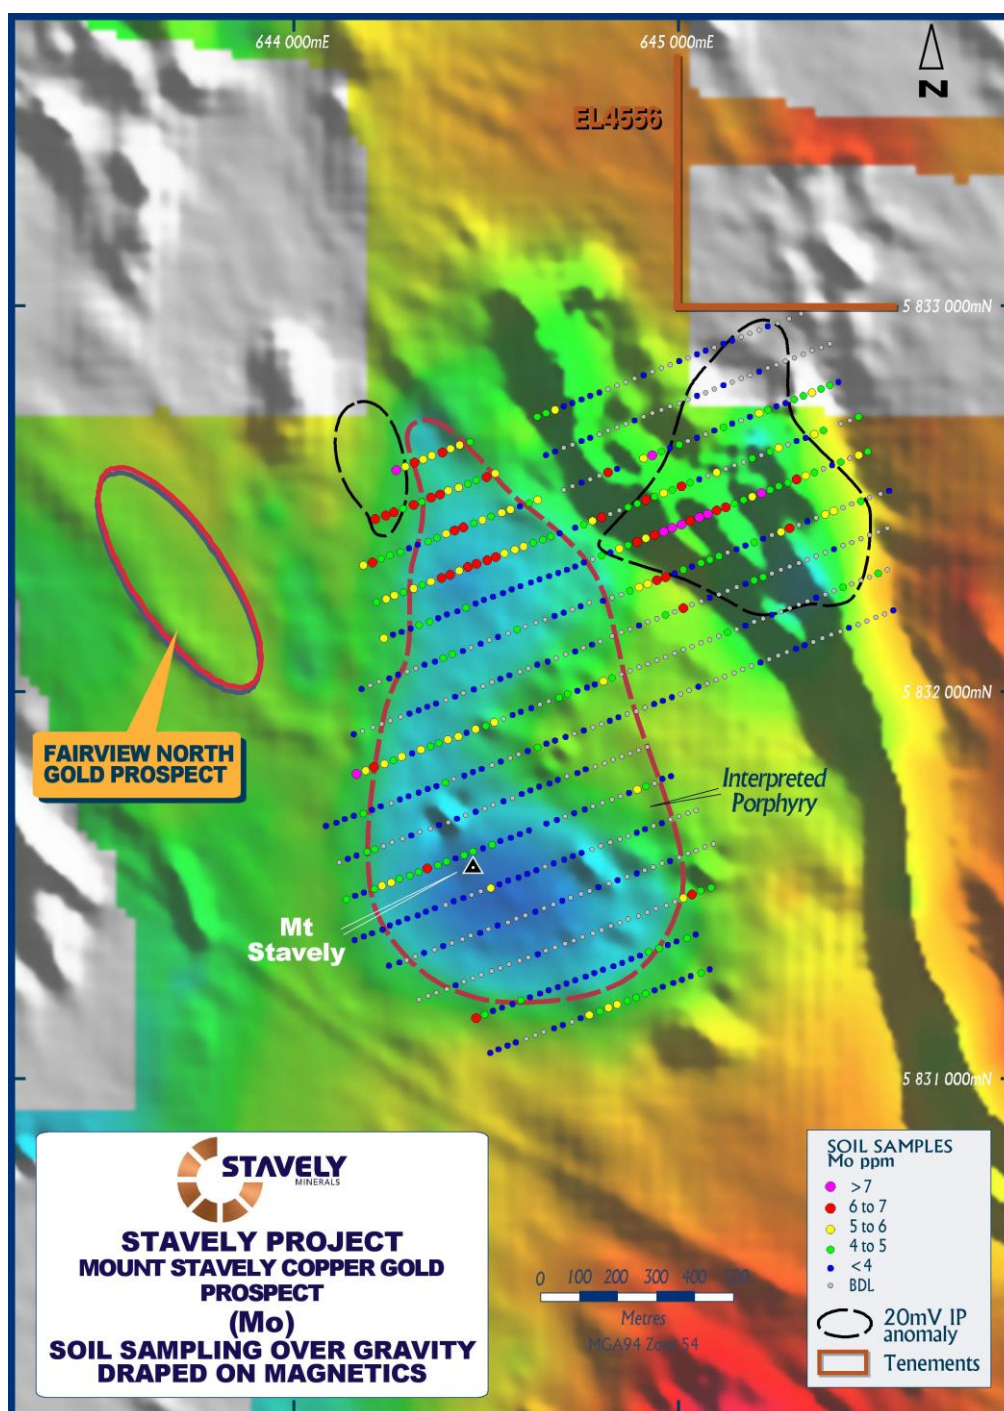 644 000mE
645 000mE
N
EL4556
5 833 000mN
5 832 000mN
FAIRVIEW NORTH
GOLD PROSPECT
Interpreted
Porphyry
Mt
Stavely
5 831 000mN
STAVELY
MINERALS
STAVELY PROJECT
MOUNT STAVELY COPPER GOLD
PROSPECT
(Mo)
SOIL SAMPLING OVER GRAVITY
DRAPED ON MAGNETICS
0 100 200 300 400 500
Metres
MGA94 Zone 54
SOIL SAMPLES
Mo ppm
>7
6 to 7
5 to 6
4 to 5
<4
BDL
20mV IP
anomaly
Tenements